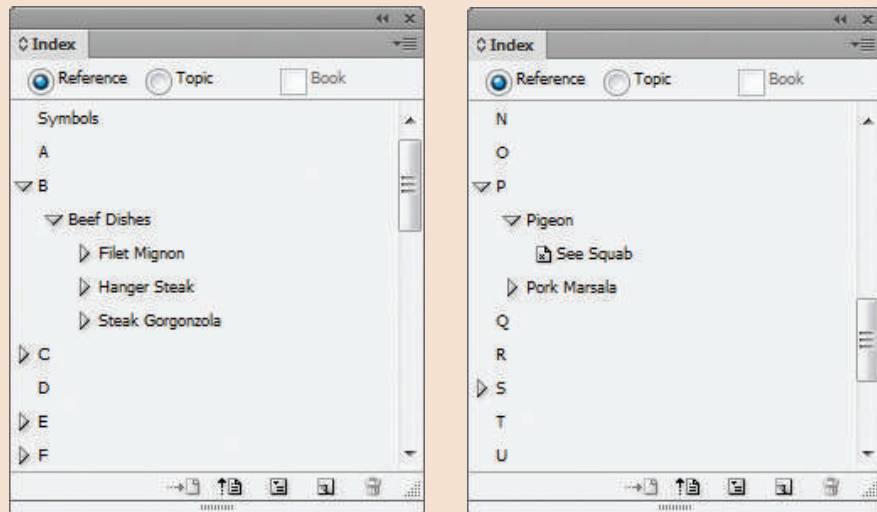 Index
Reference Topic Book
Symbols
A
B
Beef Dishes
Filet Mignon
Hanger Steak
Steak Gorgonzola
C
D
E
F
Index
Reference Topic Book
N
O
P
Pigeon
See Squab
Pork Marsala
Q
R
S
T
U